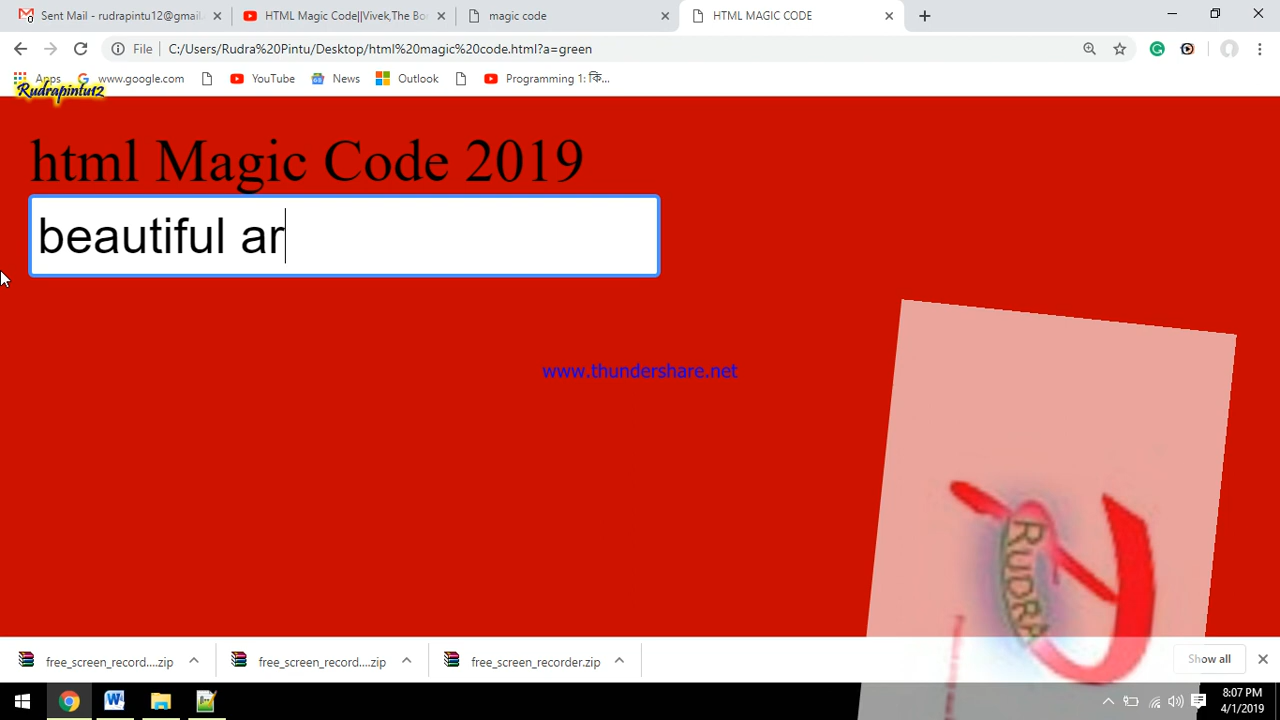 Sent Mail - rudrapintu12@gmail.
HTML Magic Code||Vivek,The Bo
magic code
HTML MAGIC CODE
File
C:/Users/Rudra%20Pintu/Desktop/html%20magic%20code.html?a=green
Apps
www.google.com
YouTube
News
Outlook
Programming 1: কি...
Rudrapintu12
html Magic Code 2019
beautiful ar
www.thundershare.net
RUDRA
free_screen_record....zip
free_screen_record....zip
free_screen_recorder.zip
Show all
8:07 PM
4/1/2019